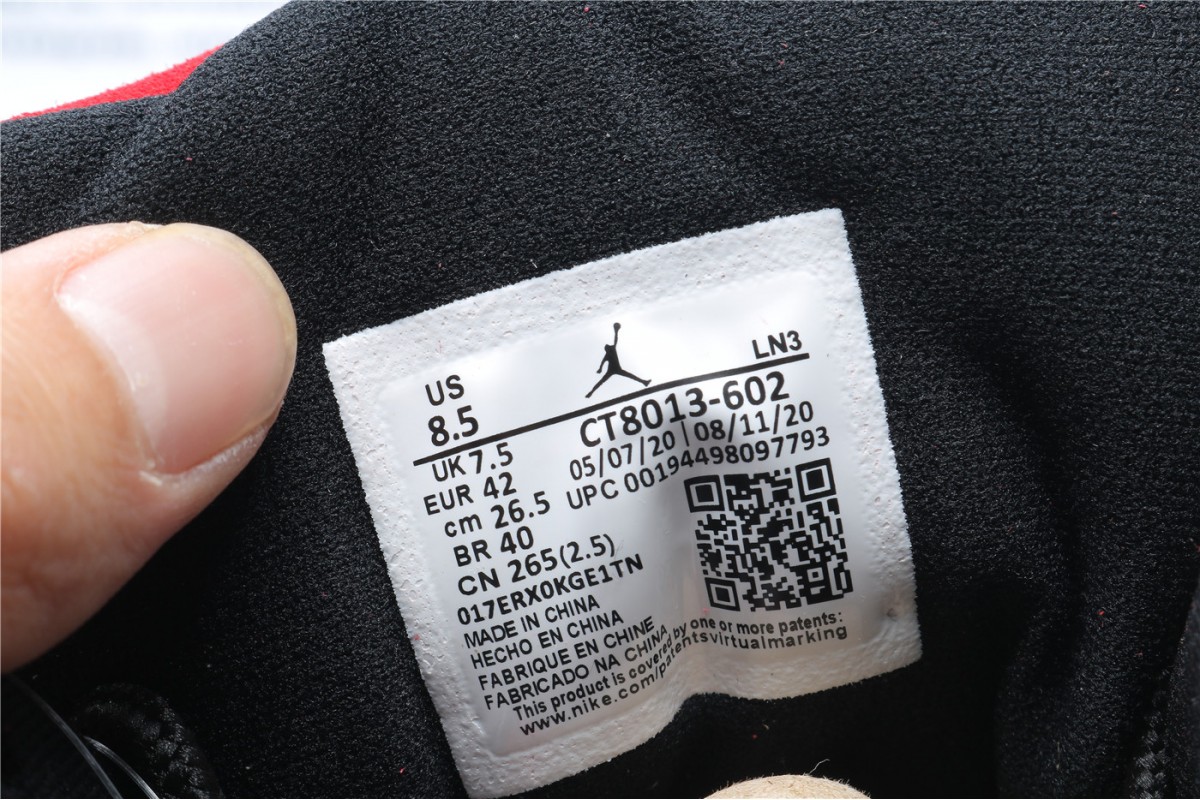 US
8.5
LN3
UK 7.5
EUR 42
cm 26.5
BR 40
CN 265(2.5)
CT8013-602
05/07/20 | 08/11/20
UPC 00194498097793
017ERX0KGE1TN
MADE IN CHINA
HECHO EN CHINA
FABRIQUE EN CHINE
FABRICADO NA CHINA
This product is covered by one or more patents:
www.nike.com/patentsvirtualmarking